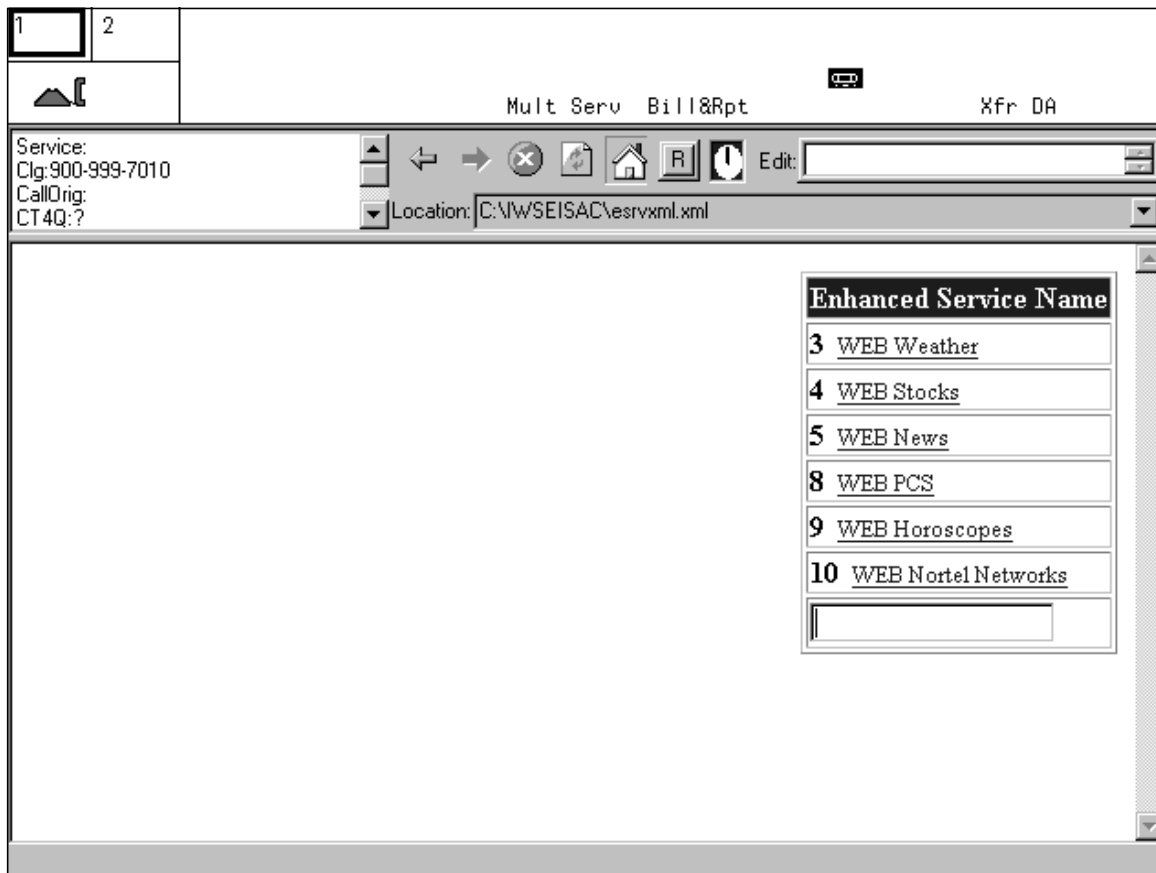 1 2
Mult Serv Bill&Rpt Xfr DA
Service:
Clg:900-999-7010
CallOrig:
CT4Q:?
R
Edit:
Location: C:\IWSEISAC\esrvxml.xml
Enhanced Service Name
3 WEB Weather
4 WEB Stocks
5 WEB News
8 WEB PCS
9 WEB Horoscopes
10 WEB Nortel Networks